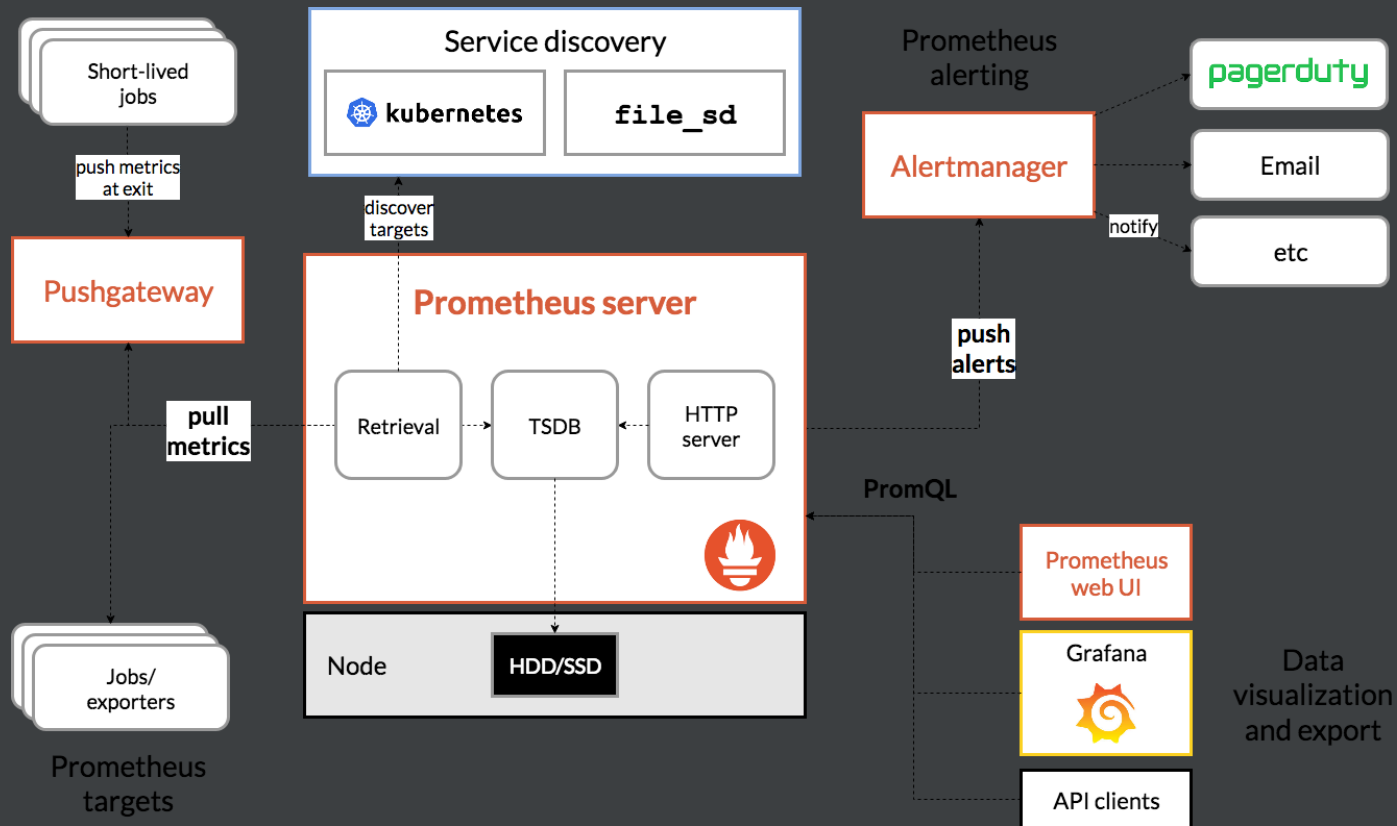 Short-lived
jobs
push metrics
at exit
Pushgateway
Service discovery
kubernetes
file_sd
discover
targets
Prometheus
alerting
Alertmanager
pagerduty
Email
notify
etc
Prometheus server
push
alerts
pull
metrics
Retrieval
TSDB
HTTP
server
PromQL
Node
HDD/SSD
Jobs/
exporters
Prometheus
targets
Prometheus
web UI
Grafana
API clients
Data
visualization
and export